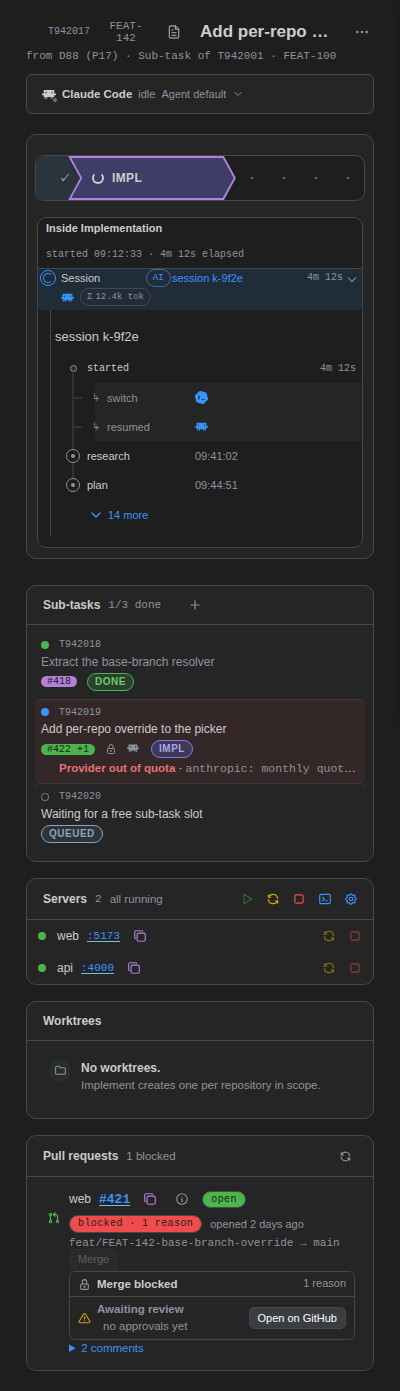 T942017 FEAT-142 Add per-repo … ···
from D88 (P17) · Sub-task of T942001 · FEAT-100
Claude Code idle Agent default
✓ IMPL · · · ·
Inside Implementation
started 09:12:33 · 4m 12s elapsed
Session AI session k-9f2e 4m 12s
Σ 12.4k tok
session k-9f2e
started 4m 12s
↳ switch
↳ resumed
research 09:41:02
plan 09:44:51
14 more
Sub-tasks 1/3 done +
T942018
Extract the base-branch resolver
#418 DONE
T942019
Add per-repo override to the picker
#422 +1 IMPL
Provider out of quota · anthropic: monthly quot…
T942020
Waiting for a free sub-task slot
QUEUED
Servers 2 all running
web :5173
api :4000
Worktrees
No worktrees.
Implement creates one per repository in scope.
Pull requests 1 blocked
web #421 open
blocked · 1 reason opened 2 days ago
feat/FEAT-142-base-branch-override → main
Merge
Merge blocked 1 reason
Awaiting review
no approvals yet
Open on GitHub
2 comments